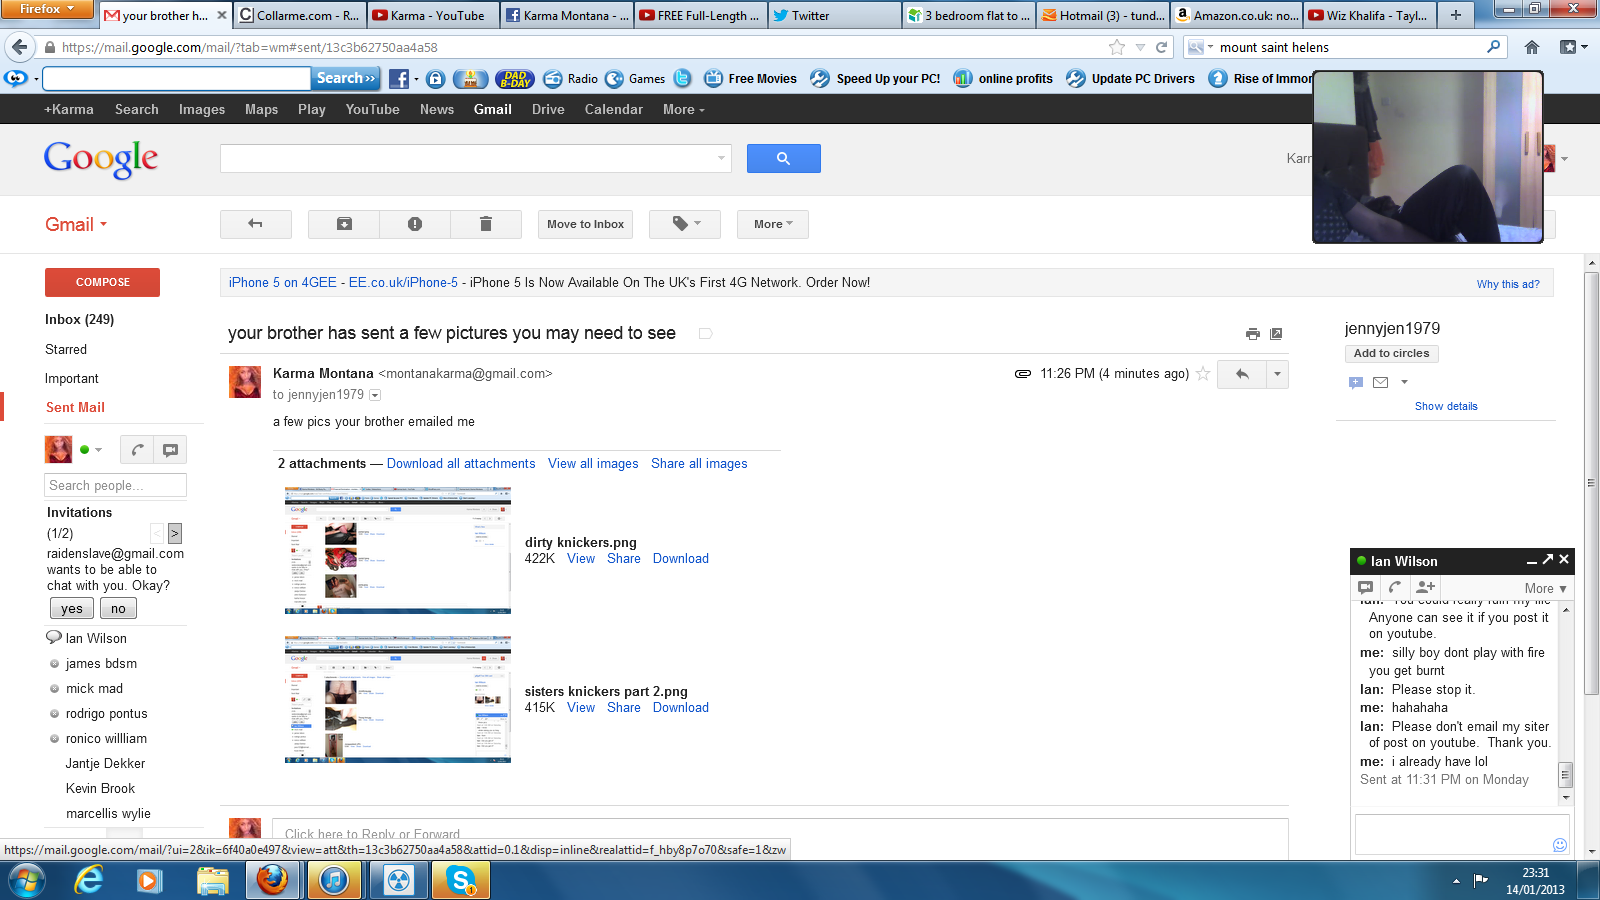 Firefox
your brother h...
Collarme.com - R...
Karma - YouTube
Karma Montana - ...
FREE Full-Length ...
Twitter
3 bedroom flat to ...
Hotmail (3) - tund...
Amazon.co.uk: no...
Wiz Khalifa - Tayl...
https://mail.google.com/mail/?tab=wm#sent/13c3b62750aa4a58
mount saint helens
Search >>
DAD B-DAY
Radio
Games
Free Movies
Speed Up your PC!
online profits
Update PC Drivers
Rise of Immor
+Karma Search Images Maps Play YouTube News Gmail Drive Calendar More
Google
Karr
Gmail
Move to Inbox
More
COMPOSE
iPhone 5 on 4GEE - EE.co.uk/iPhone-5 - iPhone 5 Is Now Available On The UK's First 4G Network. Order Now!
Why this ad?
Inbox (249)
Starred
Important
Sent Mail
your brother has sent a few pictures you may need to see
jennyjen1979
Add to circles
Show details
Karma Montana <montanakarma@gmail.com>
11:26 PM (4 minutes ago)
to jennyjen1979
a few pics your brother emailed me
2 attachments — Download all attachments View all images Share all images
dirty knickers.png
422K View Share Download
sisters knickers part 2.png
415K View Share Download
Click here to Reply or Forward
Search people...
Invitations
(1/2)
< >
raidenslave@gmail.com
wants to be able to
chat with you. Okay?
yes no
Ian Wilson
james bdsm
mick mad
rodrigo pontus
ronico willliam
Jantje Dekker
Kevin Brook
marcellis wylie
Ian Wilson
More
Ian: You could really ruin my life
Anyone can see it if you post it
on youtube.
me: silly boy dont play with fire
you get burnt
Ian: Please stop it.
me: hahahaha
Ian: Please don't email my siter
of post on youtube. Thank you.
me: i already have lol
Sent at 11:31 PM on Monday
https://mail.google.com/mail/?ui=2&ik=6f40a0e497&view=att&th=13c3b62750aa4a58&attid=0.1&disp=inline&realattid=f_hby8p7o70&safe=1&zw
23:31
14/01/2013